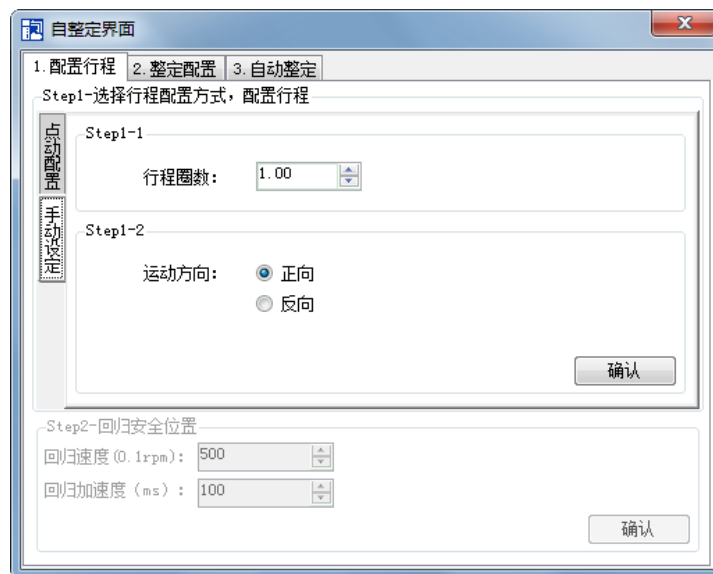 自整定界面
1.配置行程 2.整定配置 3.自动整定
Step1-选择行程配置方式，配置行程
点动配置
手动设定
Step1-1
行程圈数： 1.00
Step1-2
运动方向： 正向
反向
确认
Step2-回归安全位置
回归速度(0.1rpm)： 500
回归加速度（ms）： 100
确认